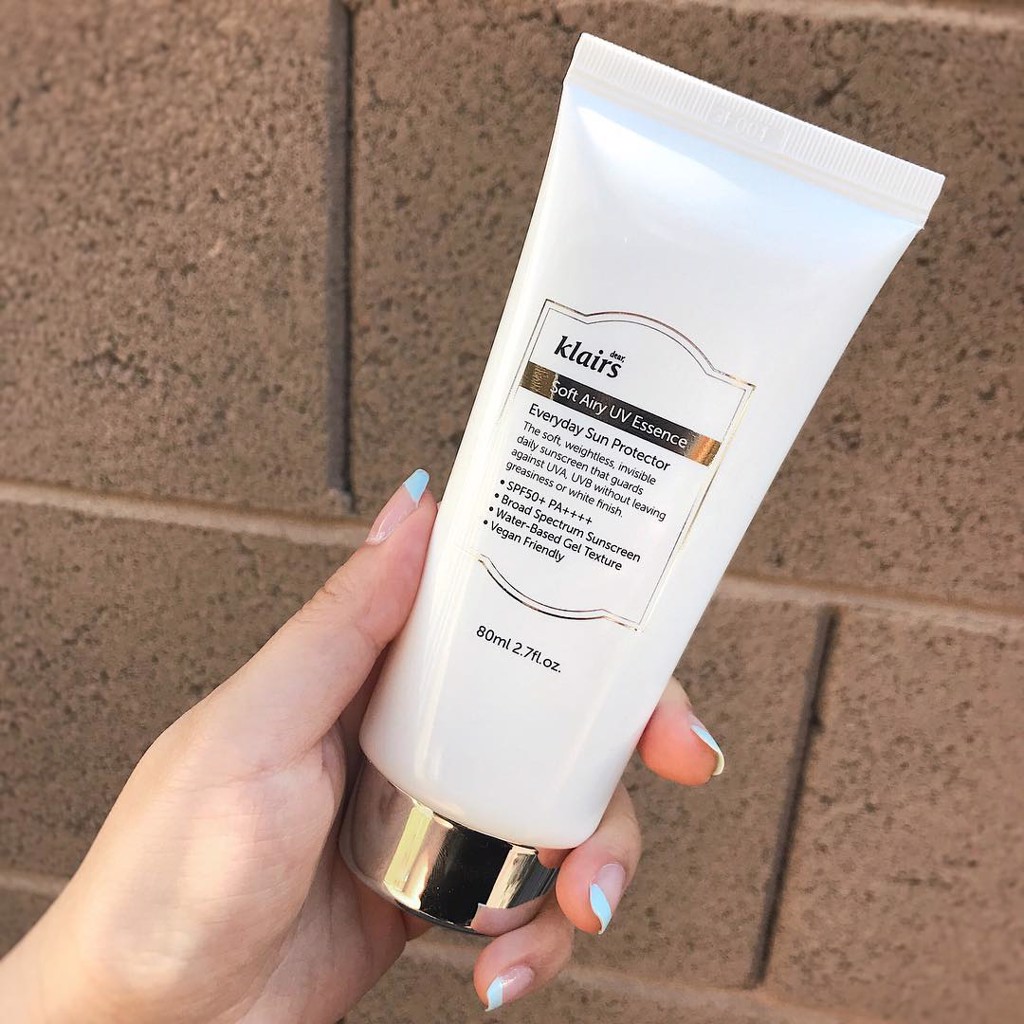 dear,
klairs
Soft Airy UV Essence
Everyday Sun Protector
The soft, weightless, invisible
daily sunscreen that guards
against UVA, UVB without leaving
greasiness or white finish.
• SPF50+ PA++++
• Broad Spectrum Sunscreen
• Water-Based Gel Texture
• Vegan Friendly
80ml 2.7fl.oz.